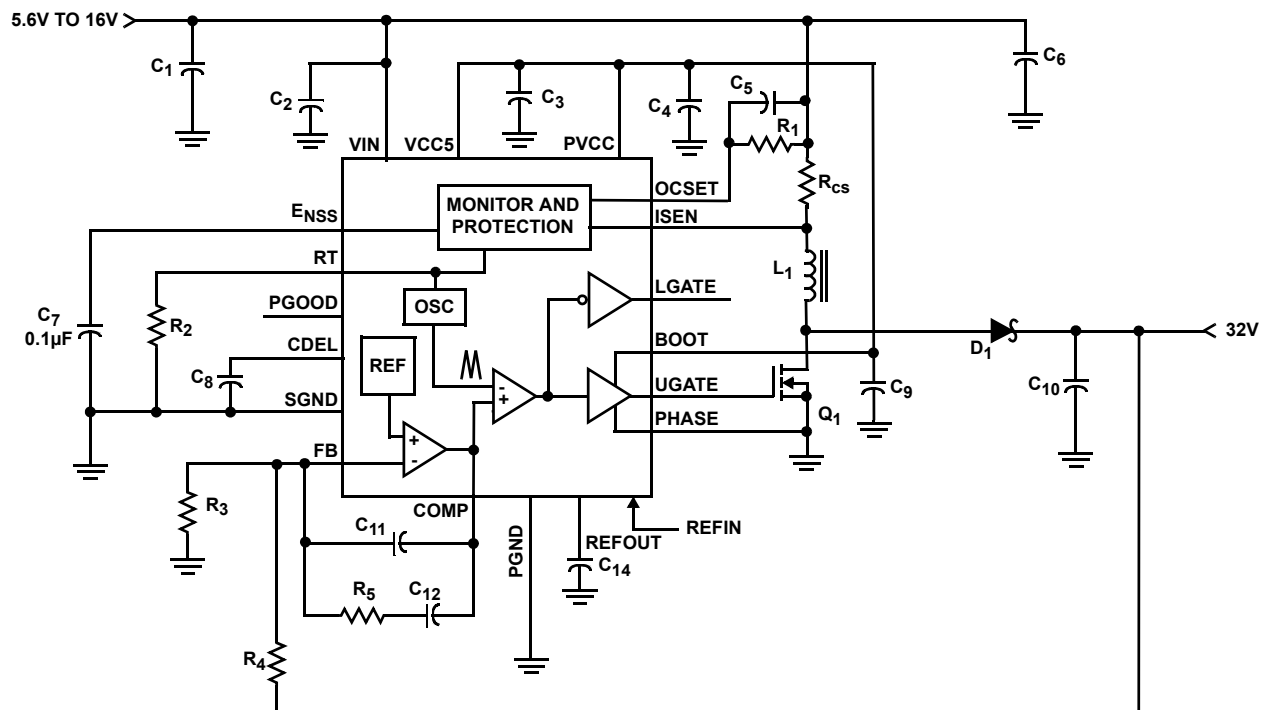 5.6V TO 16V
C1
C2
C3
C4
C5
C6
R1
VIN
VCC5
PVCC
Rcs
OCSET
MONITOR AND
PROTECTION
ISEN
ENSS
RT
L1
LGATE
PGOOD
OSC
C7
0.1µF
R2
32V
CDEL
BOOT
D1
REF
C8
UGATE
C9
C10
SGND
PHASE
Q1
-
+
FB
+
-
R3
COMP
C11
PGND
REFOUT
REFIN
C14
R5
C12
R4